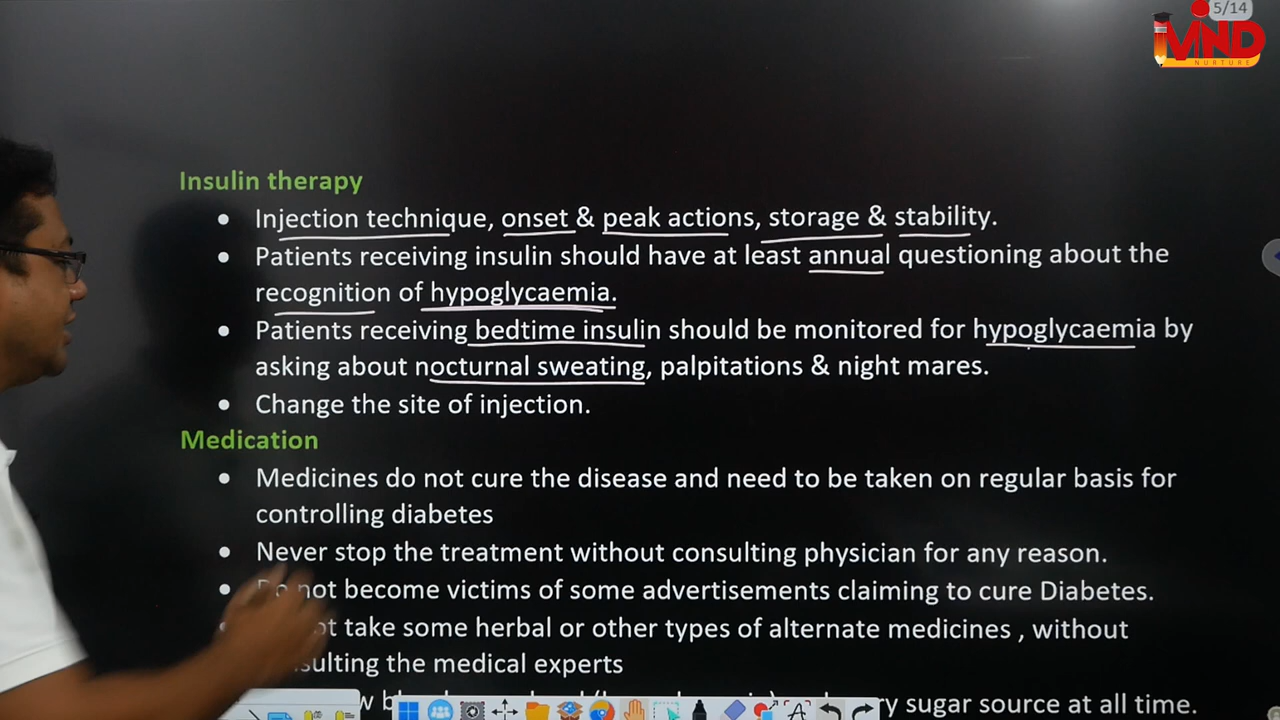 5/14
MIND
NURTURE
Insulin therapy
• Injection technique, onset & peak actions, storage & stability.
• Patients receiving insulin should have at least annual questioning about the
recognition of hypoglycaemia.
• Patients receiving bedtime insulin should be monitored for hypoglycaemia by
asking about nocturnal sweating, palpitations & night mares.
• Change the site of injection.
Medication
• Medicines do not cure the disease and need to be taken on regular basis for
controlling diabetes
• Never stop the treatment without consulting physician for any reason.
• not become victims of some advertisements claiming to cure Diabetes.
take some herbal or other types of alternate medicines , without
the medical experts
sugar source at all time.